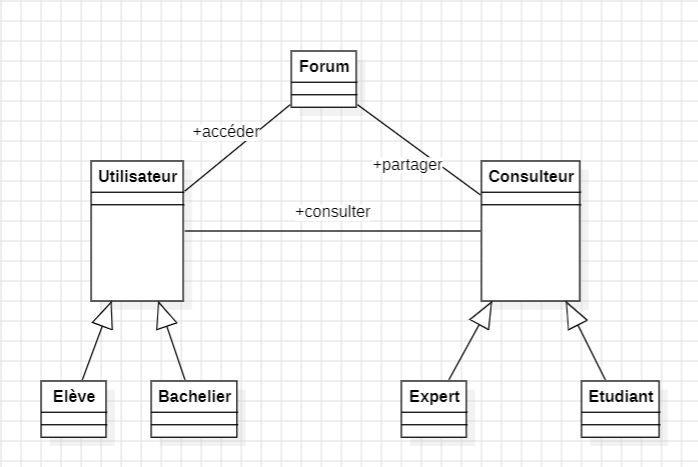 Forum
+accéder
+partager
Utilisateur
Consulteur
+consulter
Elève
Bachelier
Expert
Etudiant